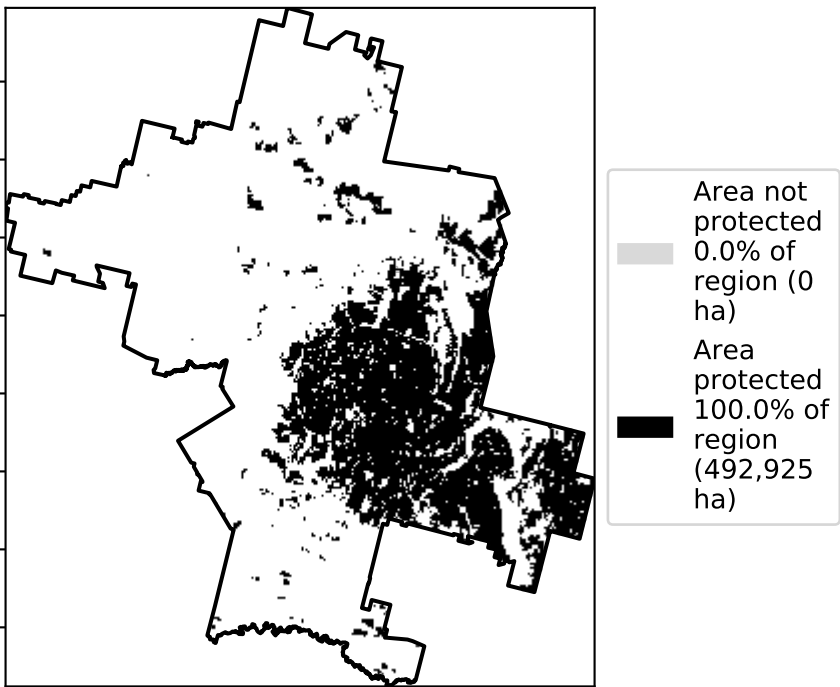 Area not
protected
0.0% of
region (0
ha)
Area
protected
100.0% of
region
(492,925
ha)